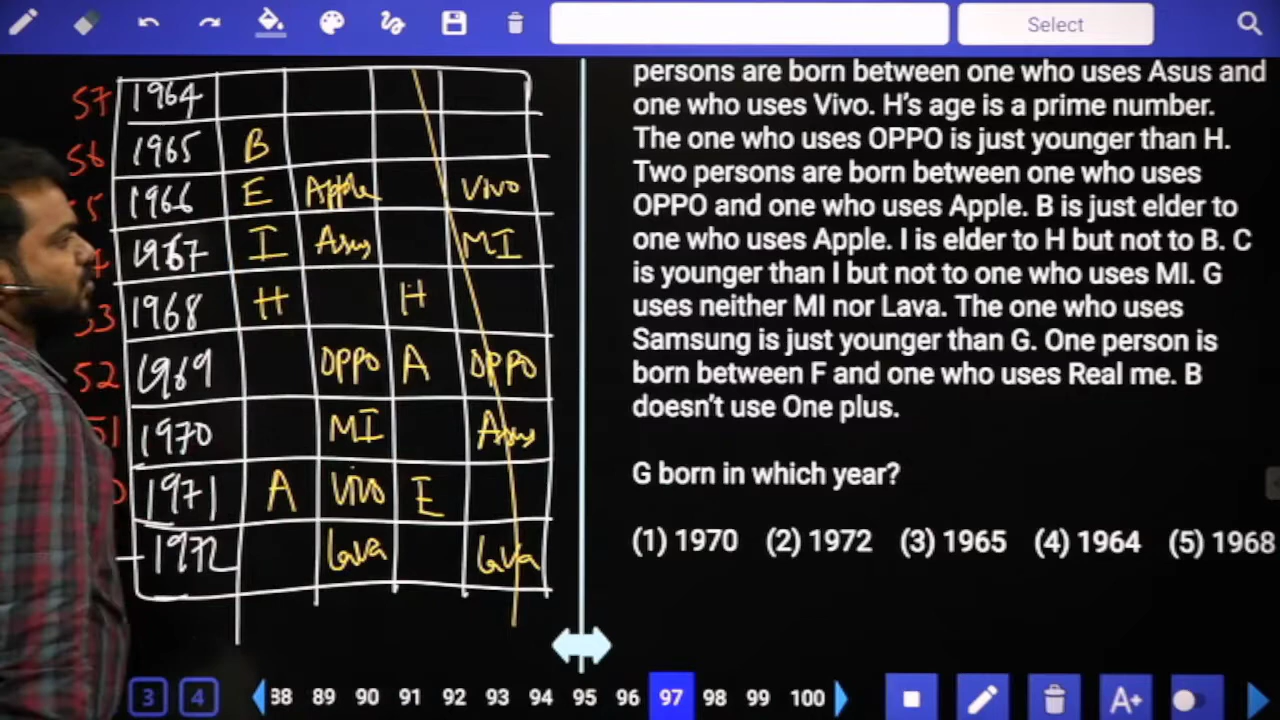 Select
57 1964
56 1965 B
1966 E Apple Vivo
1967 I Asus MI
1968 H H
52 1969 OPPO A OPPO
1970 MI Asus
1971 A Vivo E
1972 Lava Lava
persons are born between one who uses Asus and
one who uses Vivo. H's age is a prime number.
The one who uses OPPO is just younger than H.
Two persons are born between one who uses
OPPO and one who uses Apple. B is just elder to
one who uses Apple. I is elder to H but not to B. C
is younger than I but not to one who uses MI. G
uses neither MI nor Lava. The one who uses
Samsung is just younger than G. One person is
born between F and one who uses Real me. B
doesn't use One plus.
G born in which year?
(1) 1970 (2) 1972 (3) 1965 (4) 1964 (5) 1968
3 4 88 89 90 91 92 93 94 95 96 97 98 99 100 A+